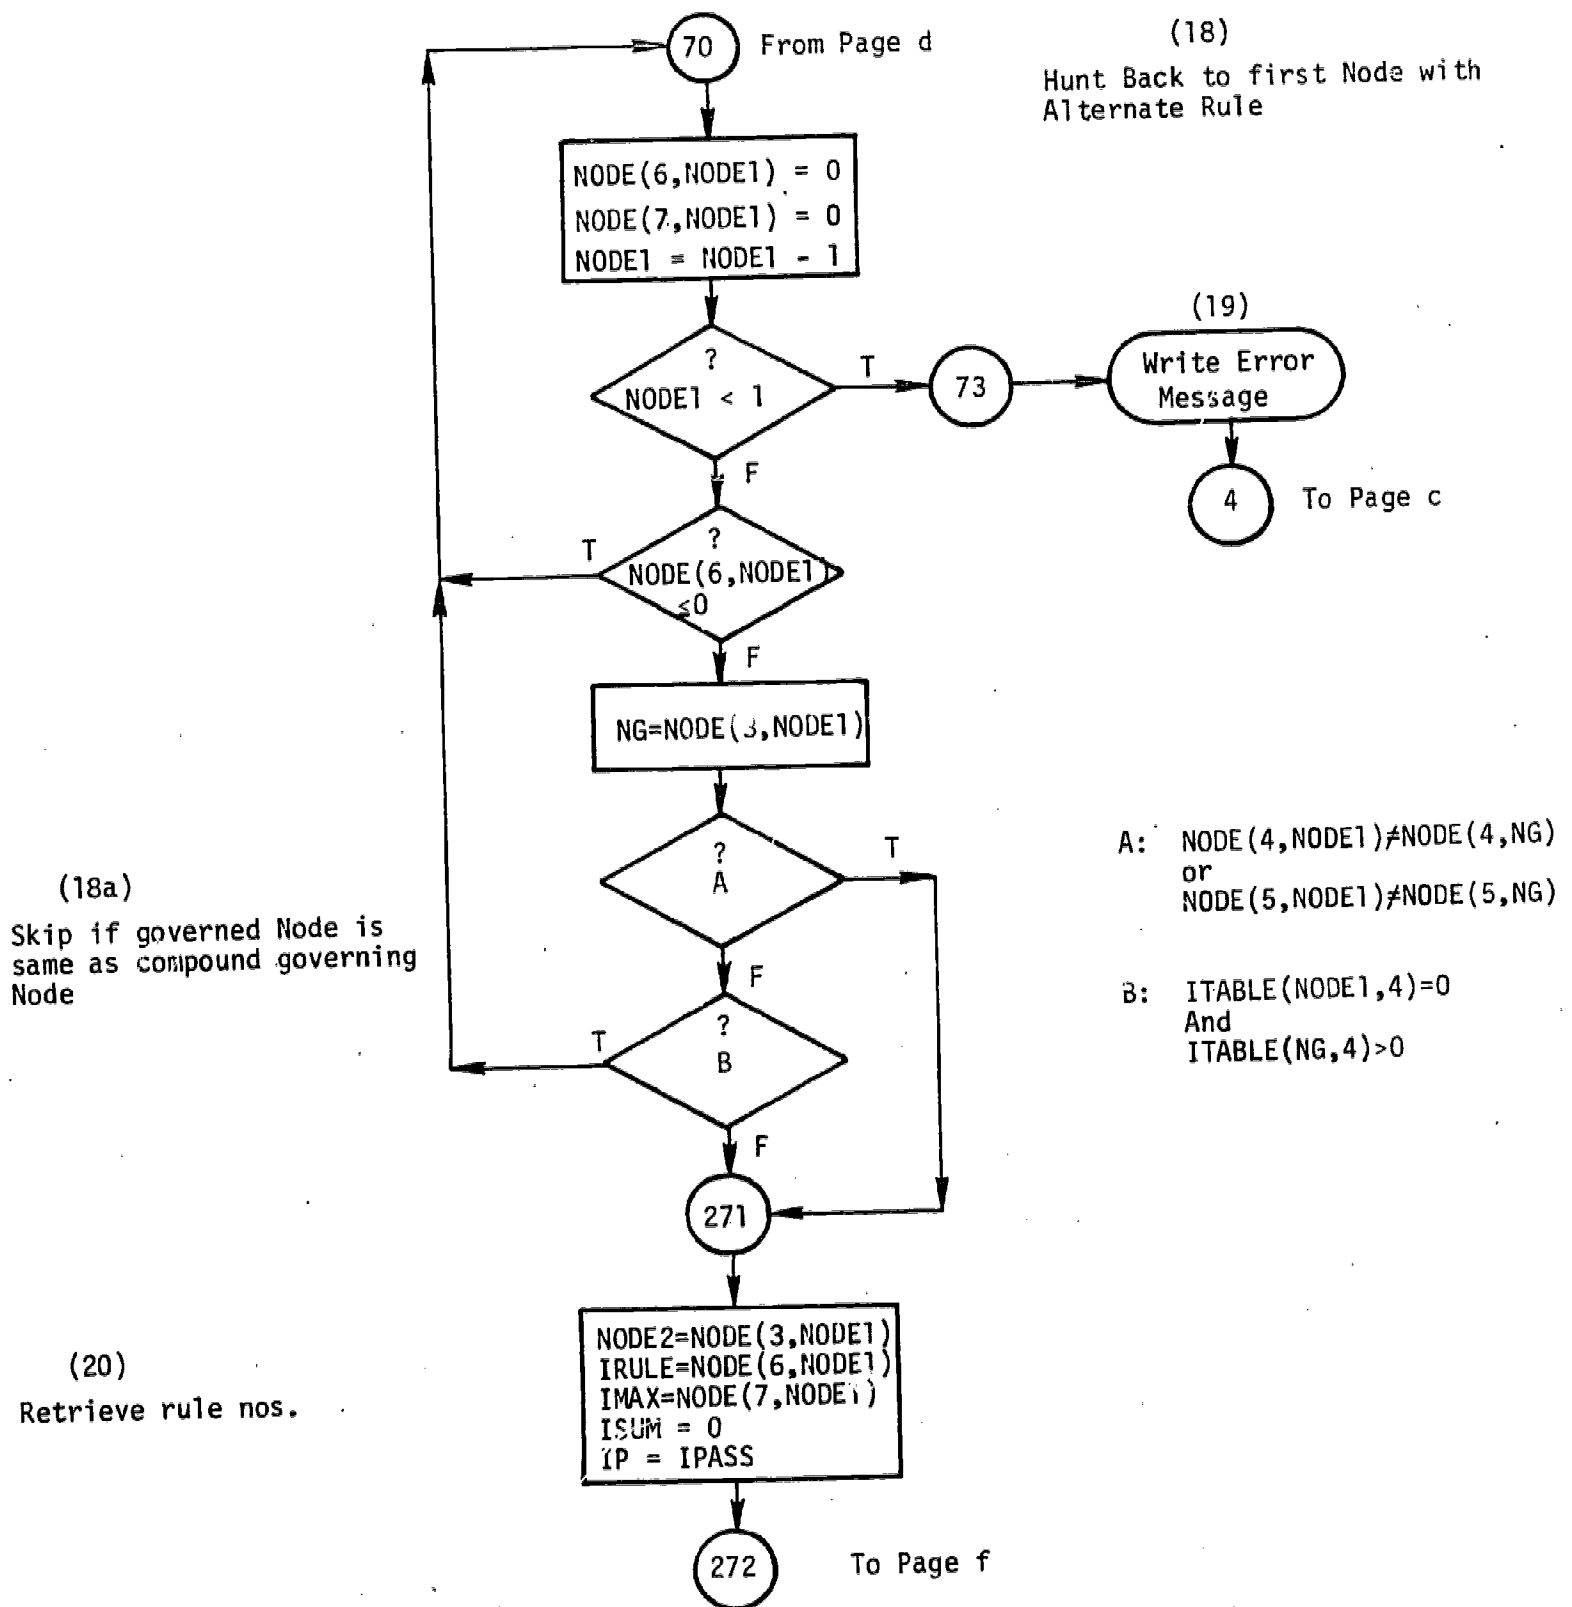 70 From Page d
(18)
Hunt Back to first Node with
Alternate Rule
NODE(6,NODE1) = 0
NODE(7,NODE1) = 0
NODE1 = NODE1 - 1
?
NODE1 < 1
T
73
(19)
Write Error
Message
F
4 To Page c
T
?
NODE(6,NODE1)
≤0
F
NG=NODE(3,NODE1)
?
A
T
A: NODE(4,NODE1)≠NODE(4,NG)
or
NODE(5,NODE1)≠NODE(5,NG)
(18a)
Skip if governed Node is
same as compound governing
Node
F
T
?
B
B: ITABLE(NODE1,4)=0
And
ITABLE(NG,4)>0
F
271
(20)
Retrieve rule nos.
NODE2=NODE(3,NODE1)
IRULE=NODE(6,NODE1)
IMAX=NODE(7,NODE1)
ISUM = 0
IP = IPASS
272 To Page f